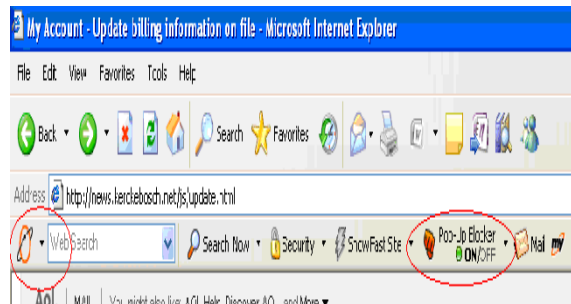 My Account - Update billing information on file - Microsoft Internet Explorer
File Edit View Favorites Tools Help
Back Search Favorites
Address http://news.kerckebosch.net/js/update.html
Web Search Search Now Security ShowFast Site Pop-Up Blocker Mail my
ON/OFF
AOL MAIL You might also like: AOL Help, Discover AOL, and More